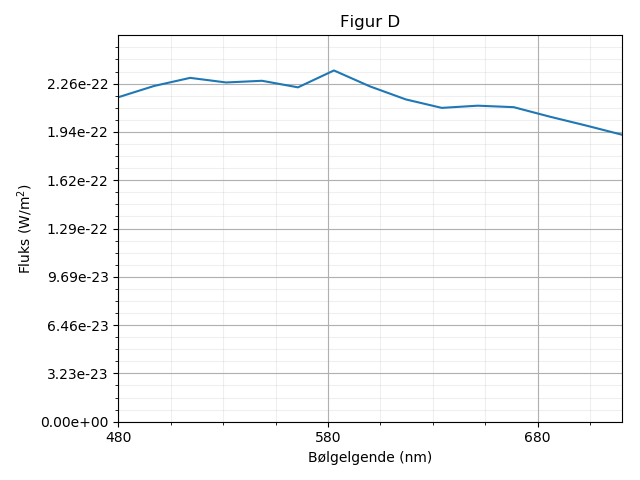 Figur D
2.26e-22
1.94e-22
1.62e-22
1.29e-22
9.69e-23
6.46e-23
3.23e-23
0.00e+00
Fluks (W/m²)
480 580 680
Bølgelgende (nm)